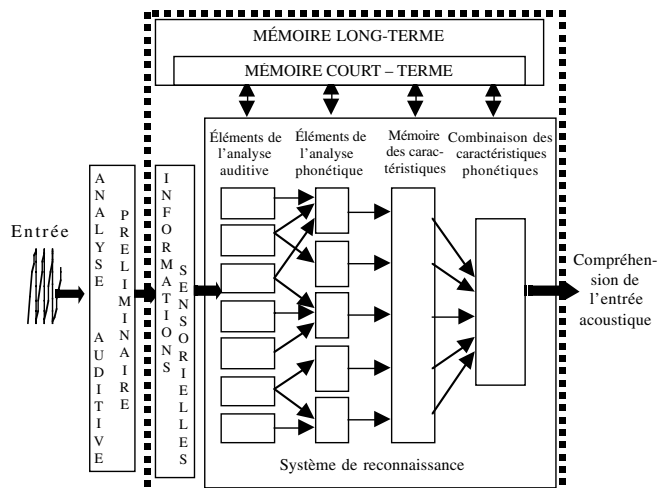 MÉMOIRE LONG-TERME
MÉMOIRE COURT – TERME
Éléments de
l'analyse
auditive
Éléments de
l'analyse
phonétique
Mémoire
des carac-
téristiques
Combinaison des
caractéristiques
phonétiques
Entrée
ANALYSE AUDITIVE
PRELIMINAIRE
INFORMATIONS
SENSORIELLES
Compréhen-
sion de
l'entrée
acoustique
Système de reconnaissance